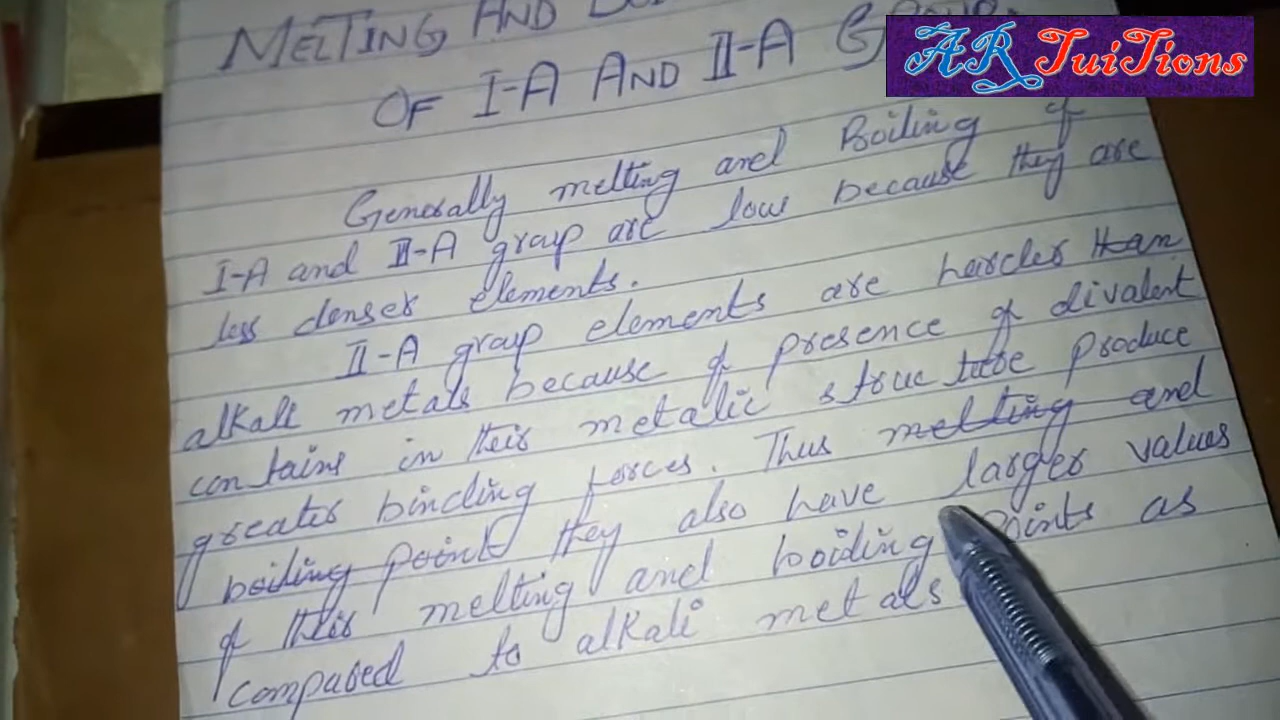 AR TuiTions
MELTING AND
OF I-A AND II-A
Generally melting and Boiling of
I-A and II-A group are low because they are
less denser elements.
II-A group elements are harder than
alkali metals because of presence of divalent
contains in their metalic structure produce
greater binding forces. Thus melting and
boiling point they also have larger values
of their melting and boiling points as
compared to alkali metals